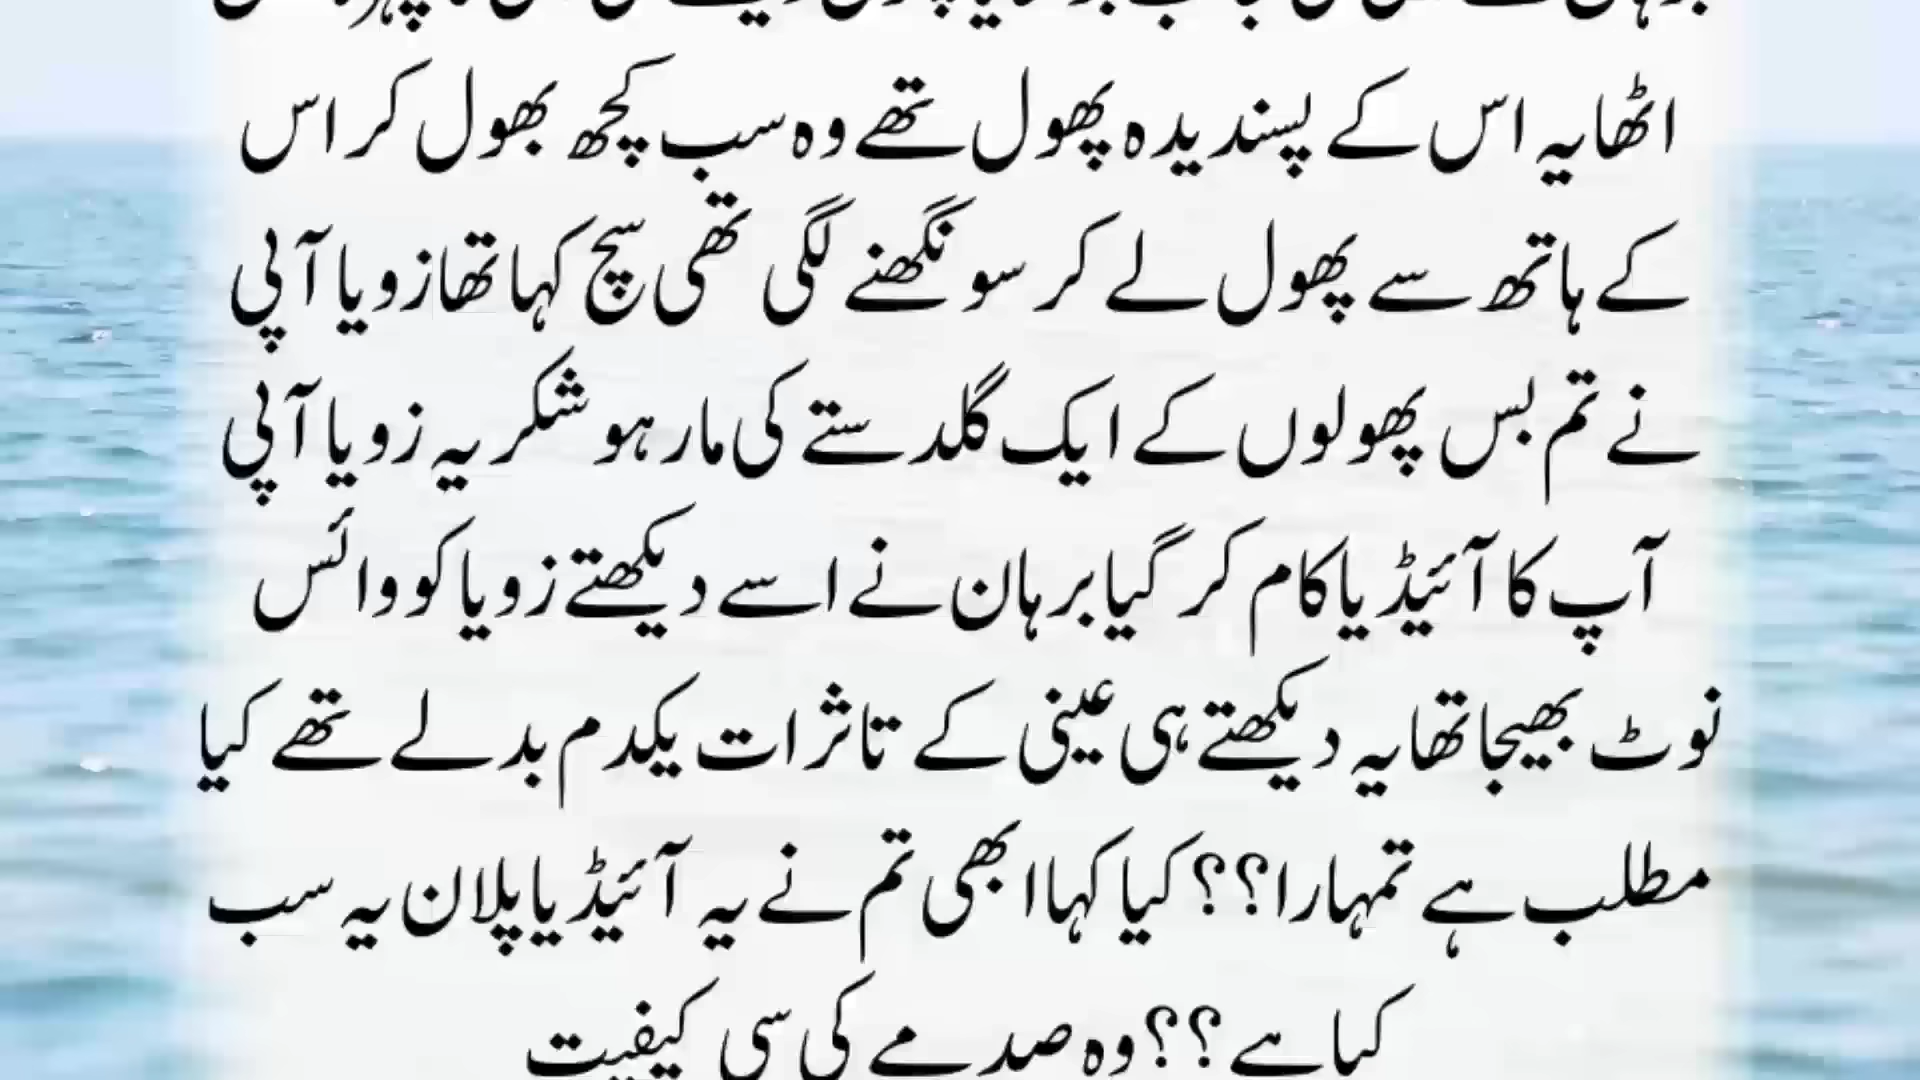 اٹھا یہ اس کے پسندیدہ پھول تھے وہ سب کچھ بھول کر اس
کے ہاتھ سے پھول لے کر سونگھنے لگی تھی سچ کہا تھا زویا آپی
نے تم بس پھولوں کے ایک گلدستے کی مار ہو شکریہ زویا آپی
آپ کا آئیڈیا کام کر گیا برہان نے اسے دیکھتے زویا کو وائس
نوٹ بھیجا تھا یہ دیکھتے ہی عینی کے تاثرات یکدم بدلے تھے کیا
مطلب ہے تمہارا؟؟ کیا کہا ابھی تم نے یہ آئیڈیا پلان یہ سب
کیا ہے؟؟ وہ صدمے کی سی کیفیت